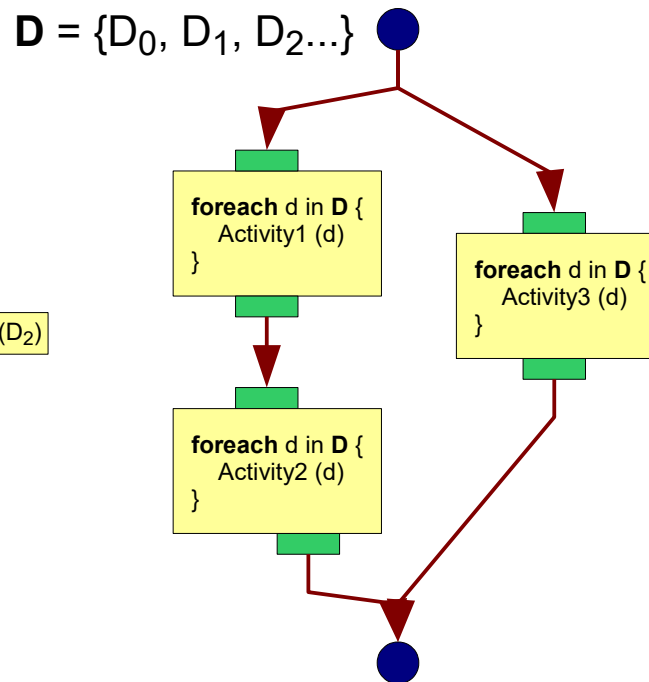 D = {D₀, D₁, D₂...}
foreach d in D {
Activity1 (d)
}
foreach d in D {
Activity3 (d)
}
(D₂)
foreach d in D {
Activity2 (d)
}